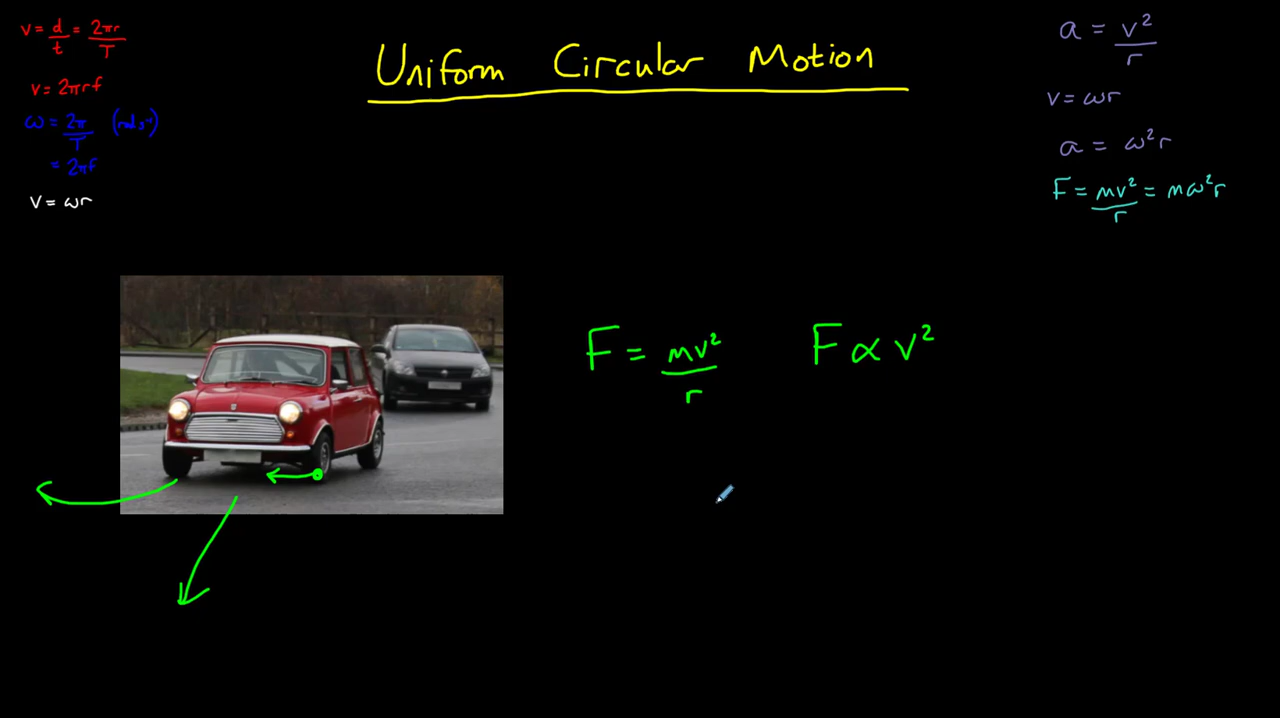 Uniform Circular Motion
v = d/t = 2πr/T
v = 2πrf
ω = 2π/T (rad s⁻¹)
= 2πf
v = ωr
a = v²/r
v = ωr
a = ω²r
F = mv²/r = mω²r
F = mv²/r F ∝ v²